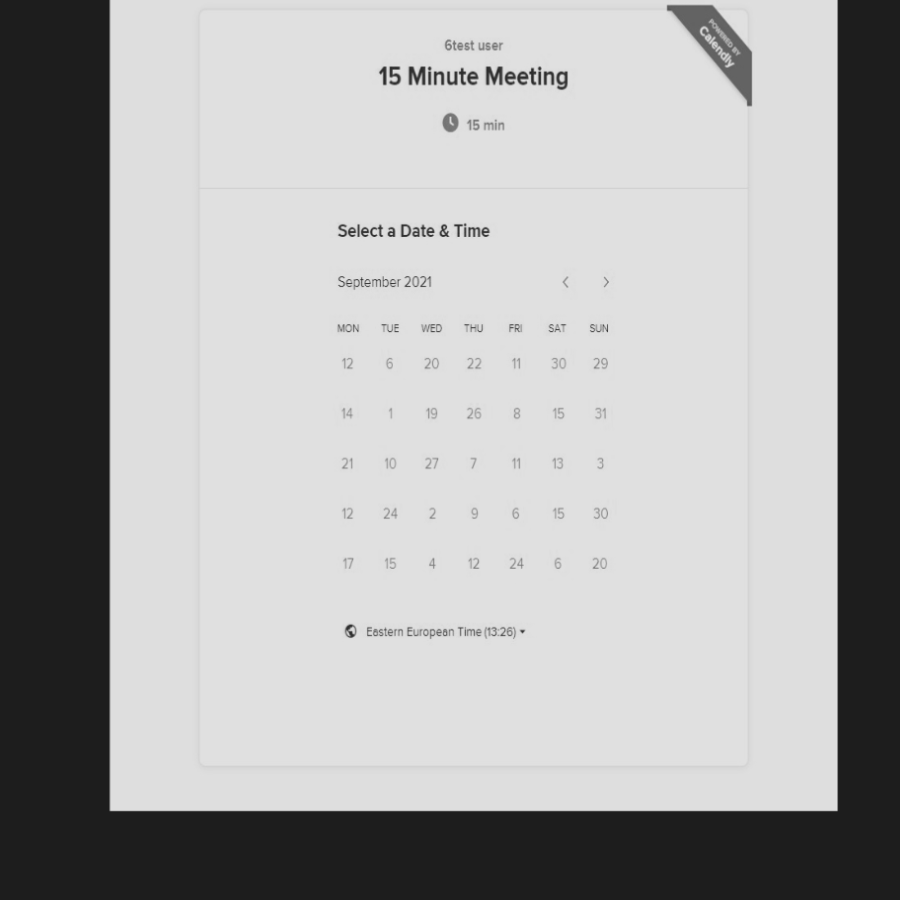 POWERED BY
Calendly
6test user
15 Minute Meeting
15 min
Select a Date & Time
September 2021
MON TUE WED THU FRI SAT SUN
12 6 20 22 11 30 29
14 1 19 26 8 15 31
21 10 27 7 11 13 3
12 24 2 9 6 15 30
17 15 4 12 24 6 20
Eastern European Time (13:26)